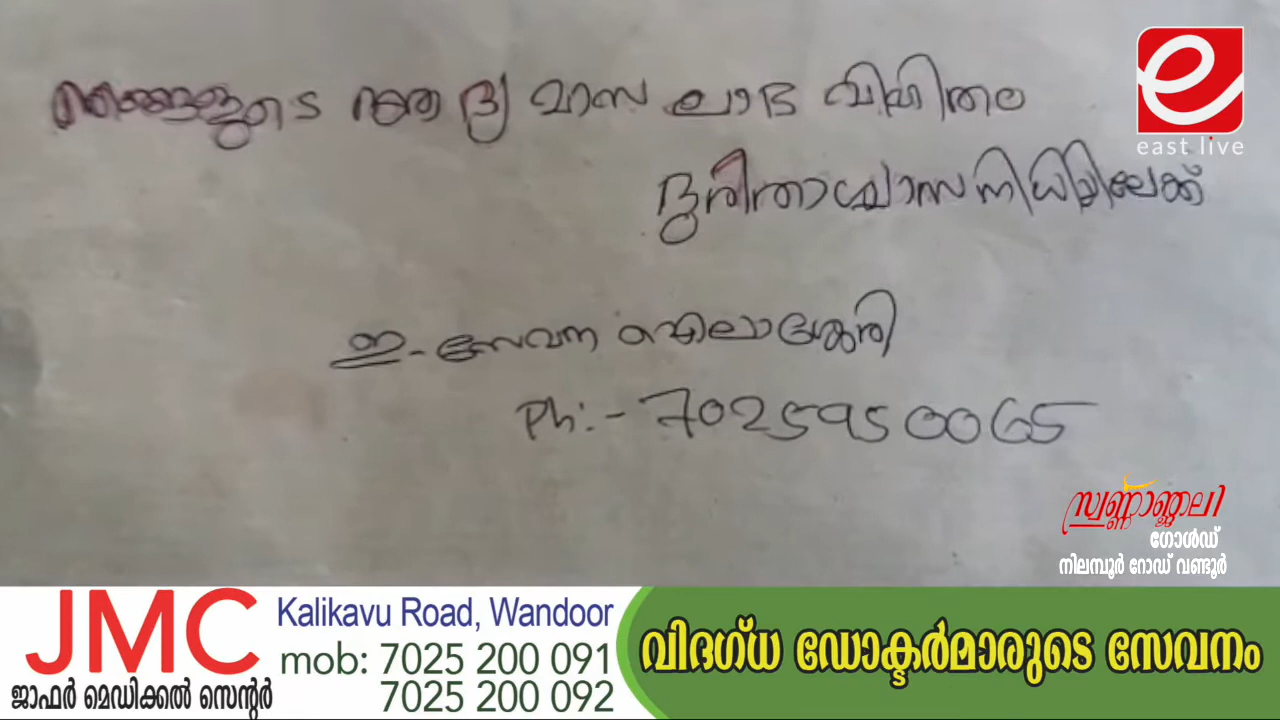 ഞങ്ങളുടെ ആദ്യ മാസ ലാഭ വിഹിതം
ദുരിതാശ്വാസനിധിയിലേക്ക്
ഇ-സേവന
Ph:- 7025950065
e
east live
സ്വർണ്ണാഞ്ജലി
ഗോൾഡ്
നിലമ്പൂർ റോഡ് വണ്ടൂർ
JMC
ജാഫർ മെഡിക്കൽ സെന്റർ
Kalikavu Road, Wandoor
mob: 7025 200 091
7025 200 092
വിദഗ്ധ ഡോക്ടർമാരുടെ സേവനം